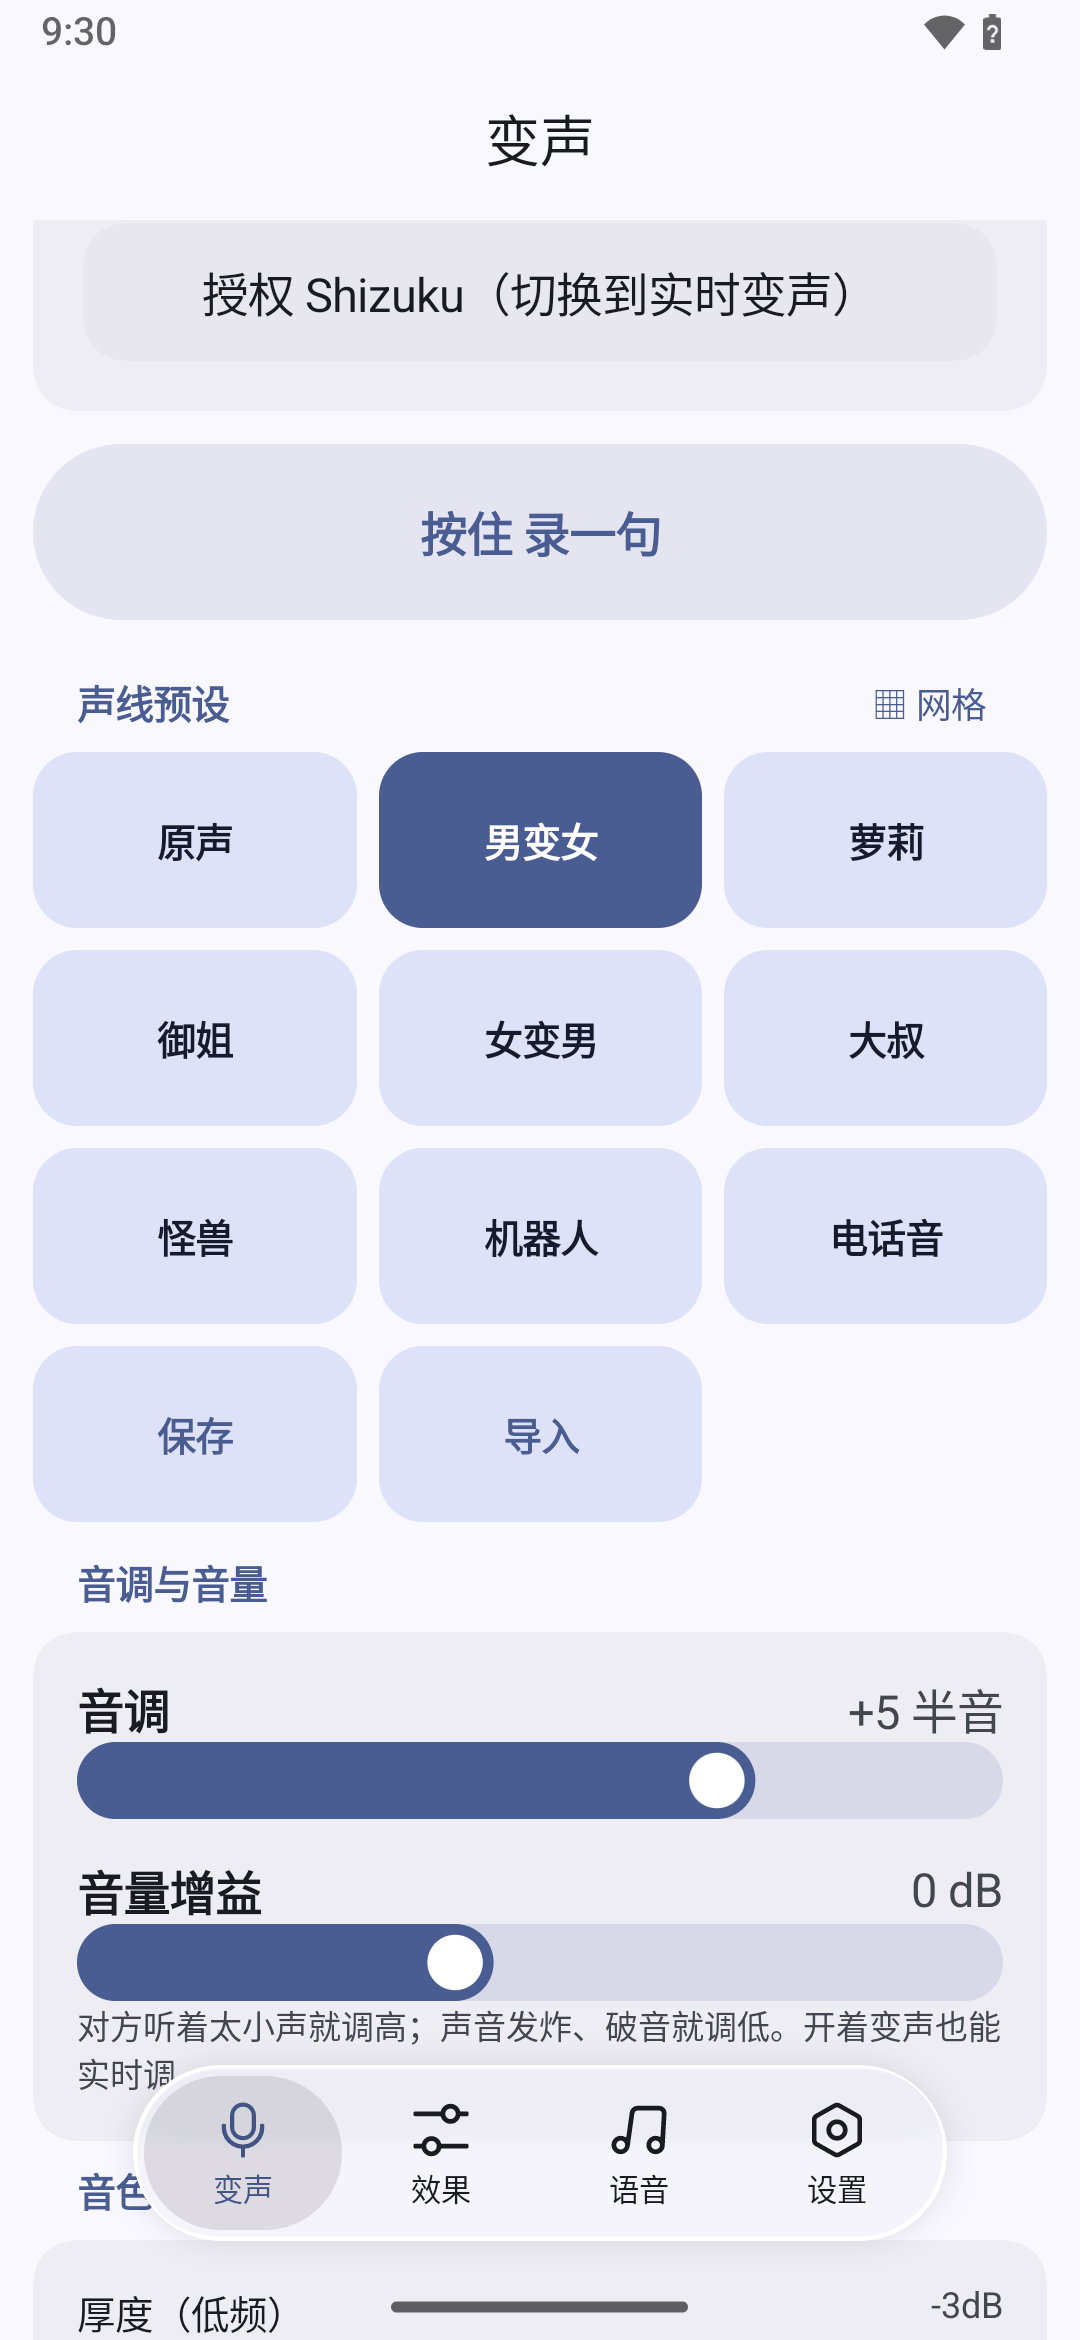 9:30
变声
授权 Shizuku（切换到实时变声）
按住 录一句
声线预设
网格
原声
男变女
萝莉
御姐
女变男
大叔
怪兽
机器人
电话音
保存
导入
音调与音量
音调
+5 半音
音量增益
0 dB
对方听着太小声就调高；声音发炸、破音就调低。开着变声也能
实时调
变声
效果
语音
设置
音色
厚度（低频）
-3dB